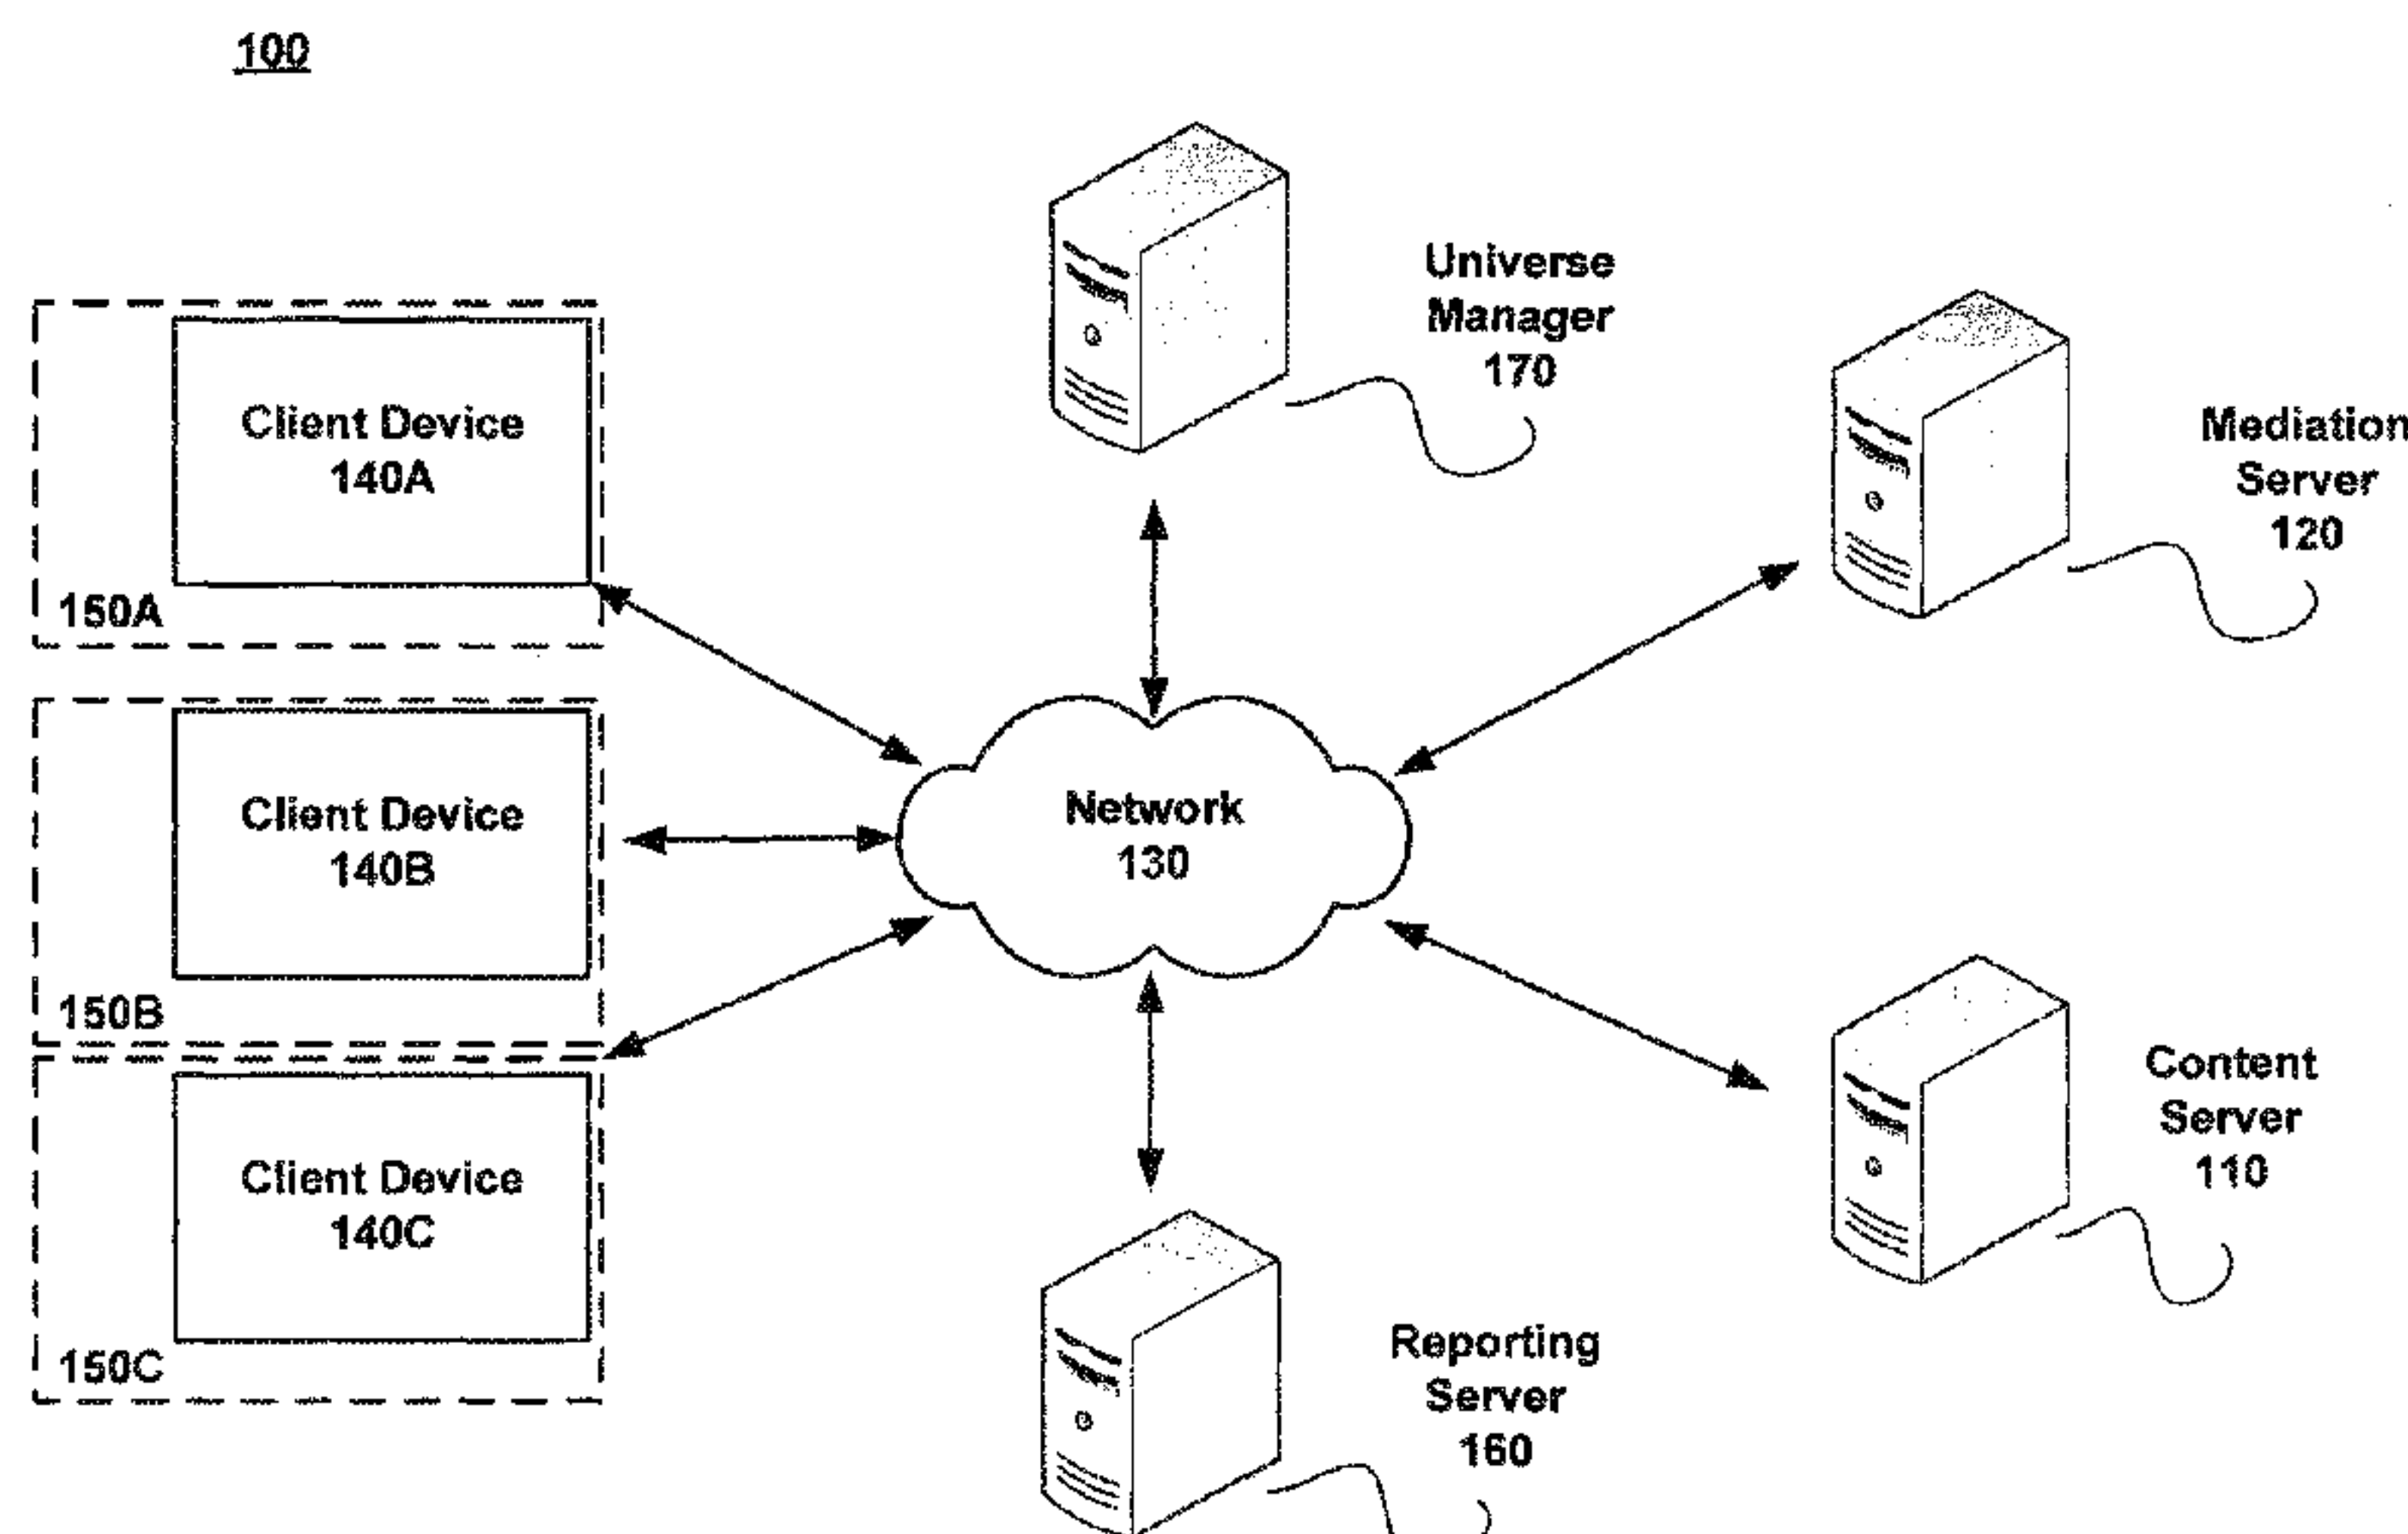 100
Universe
Manager
170
Mediation
Server
120
Client Device
140A
150A
Client Device
140B
150B
Network
130
Client Device
140C
150C
Content
Server
110
Reporting
Server
160